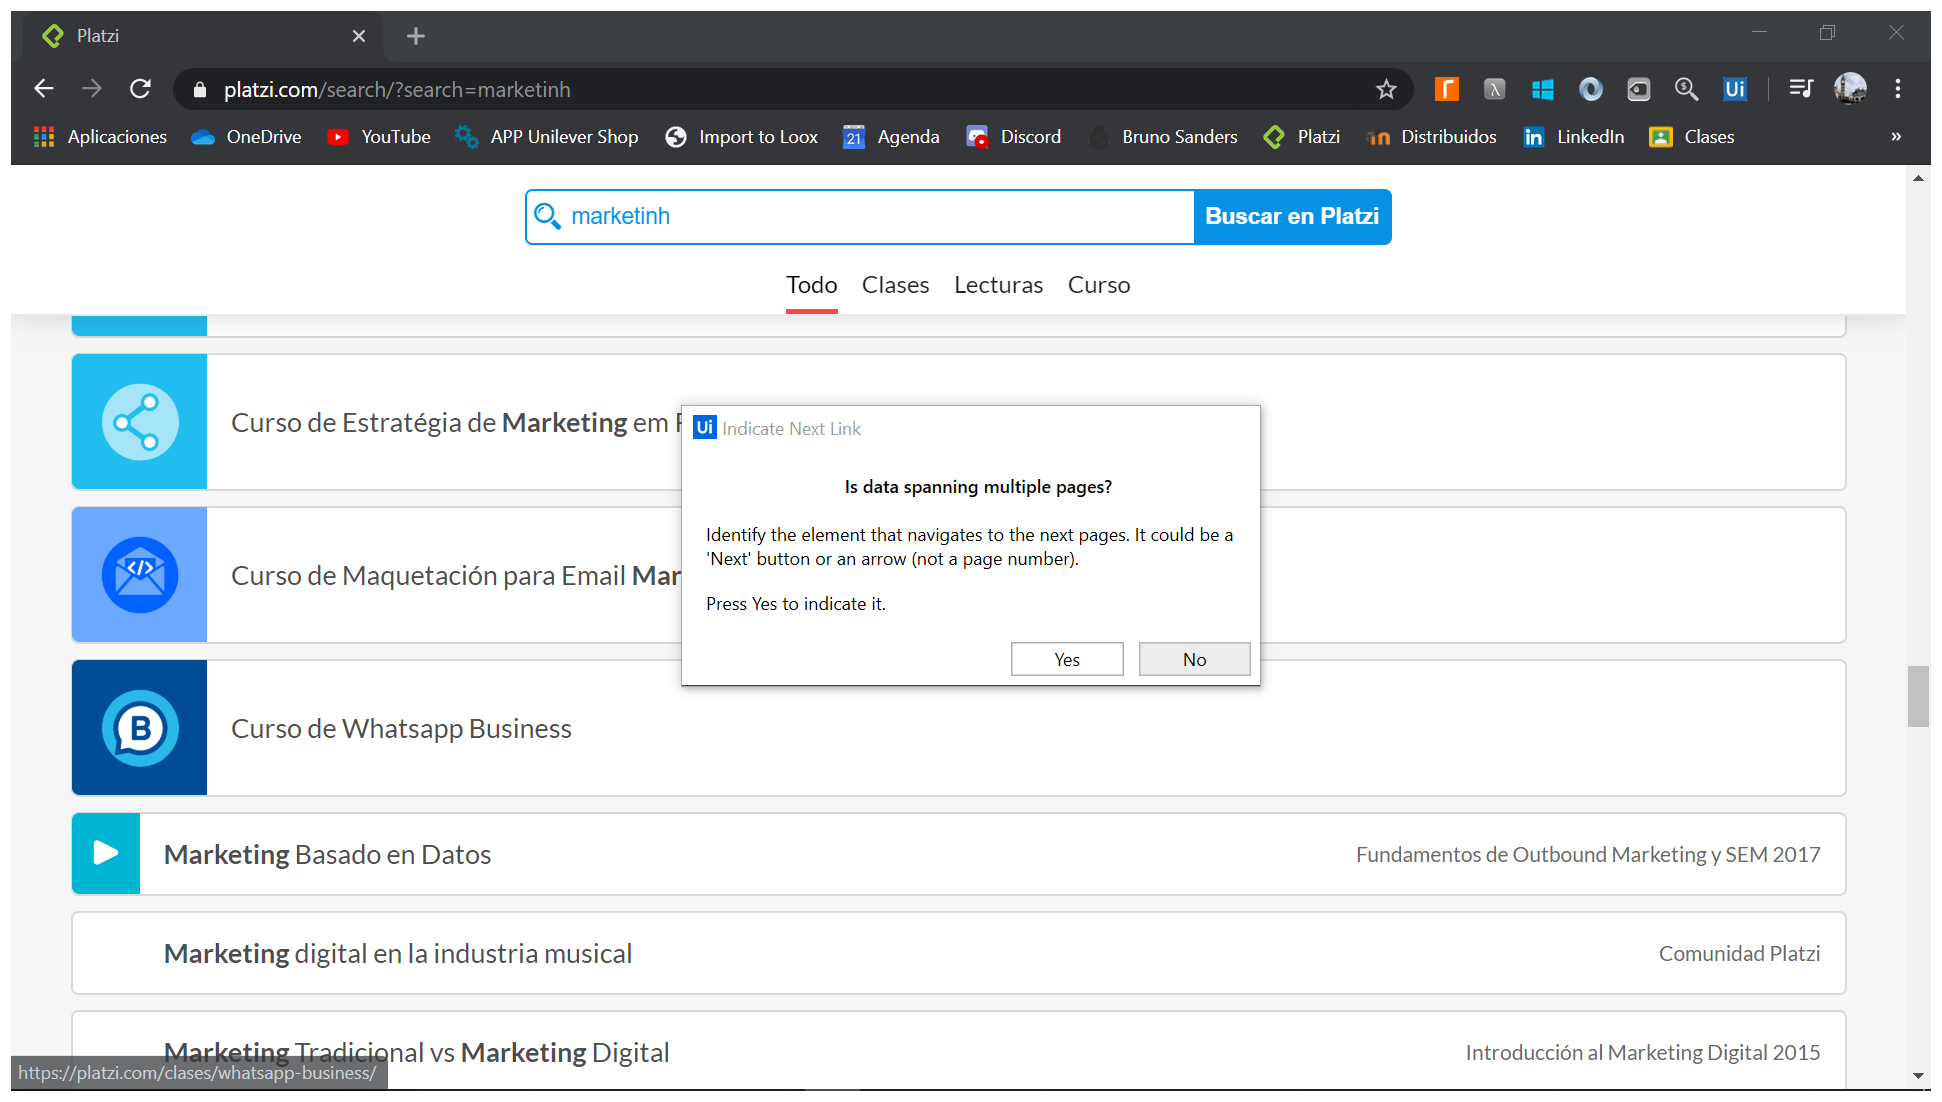 Platzi
platzi.com/search/?search=marketinh
Ui
Aplicaciones OneDrive YouTube APP Unilever Shop Import to Loox 21 Agenda Discord Bruno Sanders Platzi Distribuidos in LinkedIn Clases »
marketinh Buscar en Platzi
Todo Clases Lecturas Curso
Curso de Estratégia de Marketing em
Ui Indicate Next Link
Is data spanning multiple pages?
Identify the element that navigates to the next pages. It could be a
'Next' button or an arrow (not a page number).
Press Yes to indicate it.
Yes No
Curso de Maquetación para Email Mar
B Curso de Whatsapp Business
Marketing Basado en Datos Fundamentos de Outbound Marketing y SEM 2017
Marketing digital en la industria musical Comunidad Platzi
Marketing Tradicional vs Marketing Digital Introducción al Marketing Digital 2015
https://platzi.com/clases/whatsapp-business/